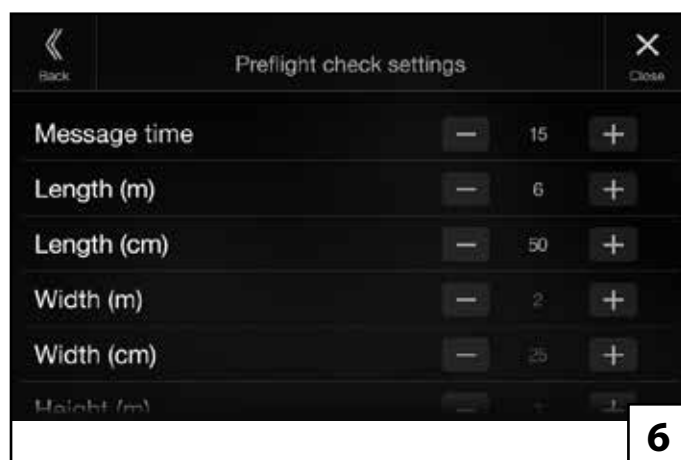 Back Preflight check settings Close
Message time − 15 +
Length (m) − 6 +
Length (cm) − 50 +
Width (m) − 2 +
Width (cm) − 25 +
Height (m) − +
6